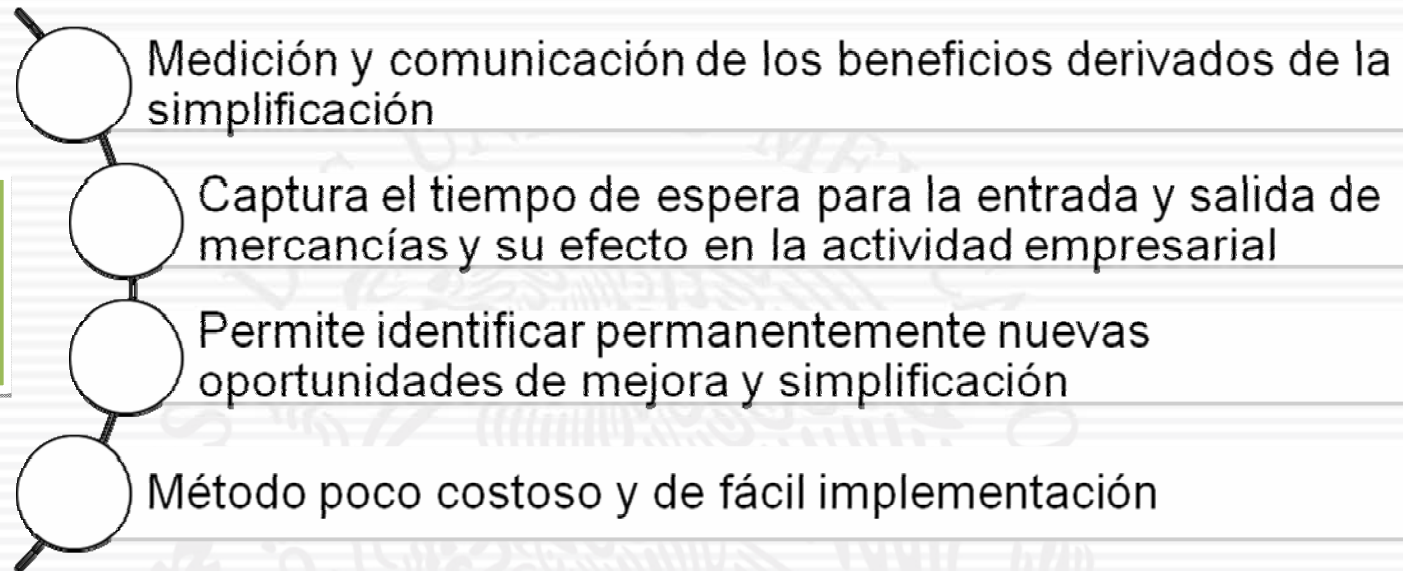 Medición y comunicación de los beneficios derivados de la
simplificación
Captura el tiempo de espera para la entrada y salida de
mercancías y su efecto en la actividad empresarial
Permite identificar permanentemente nuevas
oportunidades de mejora y simplificación
Método poco costoso y de fácil implementación